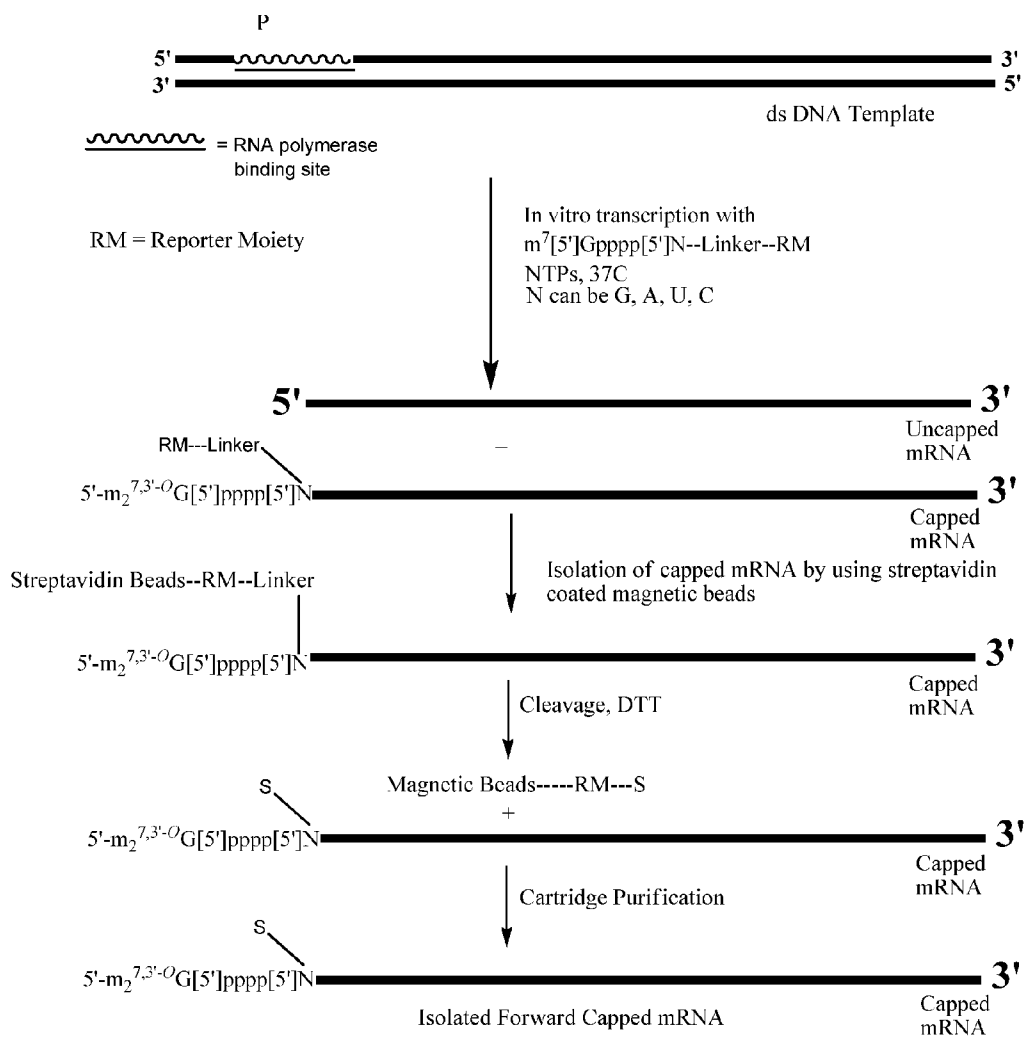 P
5' 3'
3' 5'
ds DNA Template
= RNA polymerase
binding site
RM = Reporter Moiety
In vitro transcription with
m⁷[5']Gpppp[5']N--Linker--RM
NTPs, 37C
N can be G, A, U, C
5' 3'
Uncapped
mRNA
RM---Linker
–
5'-m₂⁷,³'⁻ᴼG[5']pppp[5']N 3'
Capped
mRNA
Isolation of capped mRNA by using streptavidin
coated magnetic beads
Streptavidin Beads--RM--Linker
5'-m₂⁷,³'⁻ᴼG[5']pppp[5']N 3'
Capped
mRNA
Cleavage, DTT
Magnetic Beads-----RM---S
S
+
5'-m₂⁷,³'⁻ᴼG[5']pppp[5']N 3'
Capped
mRNA
Cartridge Purification
S
5'-m₂⁷,³'⁻ᴼG[5']pppp[5']N 3'
Capped
mRNA
Isolated Forward Capped mRNA